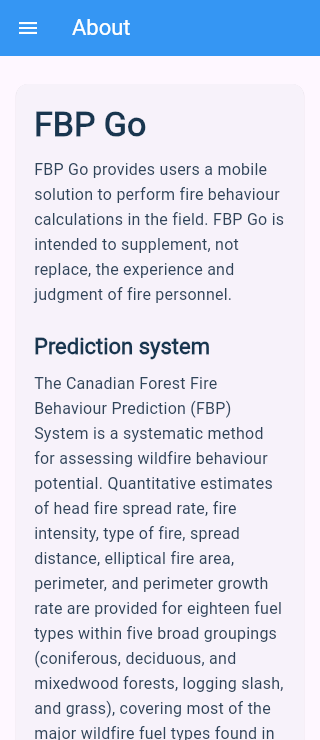 About
FBP Go
FBP Go provides users a mobile
solution to perform fire behaviour
calculations in the field. FBP Go is
intended to supplement, not
replace, the experience and
judgment of fire personnel.
Prediction system
The Canadian Forest Fire
Behaviour Prediction (FBP)
System is a systematic method
for assessing wildfire behaviour
potential. Quantitative estimates
of head fire spread rate, fire
intensity, type of fire, spread
distance, elliptical fire area,
perimeter, and perimeter growth
rate are provided for eighteen fuel
types within five broad groupings
(coniferous, deciduous, and
mixedwood forests, logging slash,
and grass), covering most of the
major wildfire fuel types found in